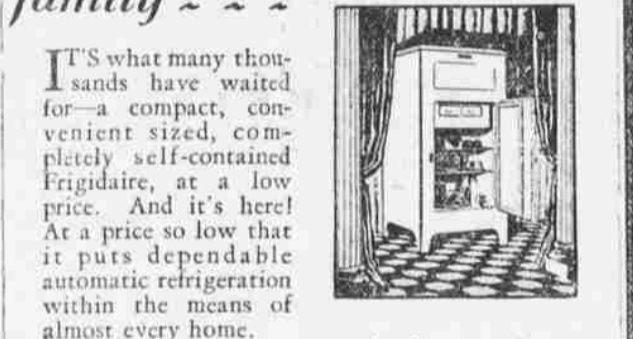 family ~ ~ ~
IT'S what many thou-
sands have waited
for—a compact, con-
venient sized, com-
pletely self-contained
Frigidaire, at a low
price. And it's here!
At a price so low that
it puts dependable
automatic refrigeration
within the means of
almost every home.